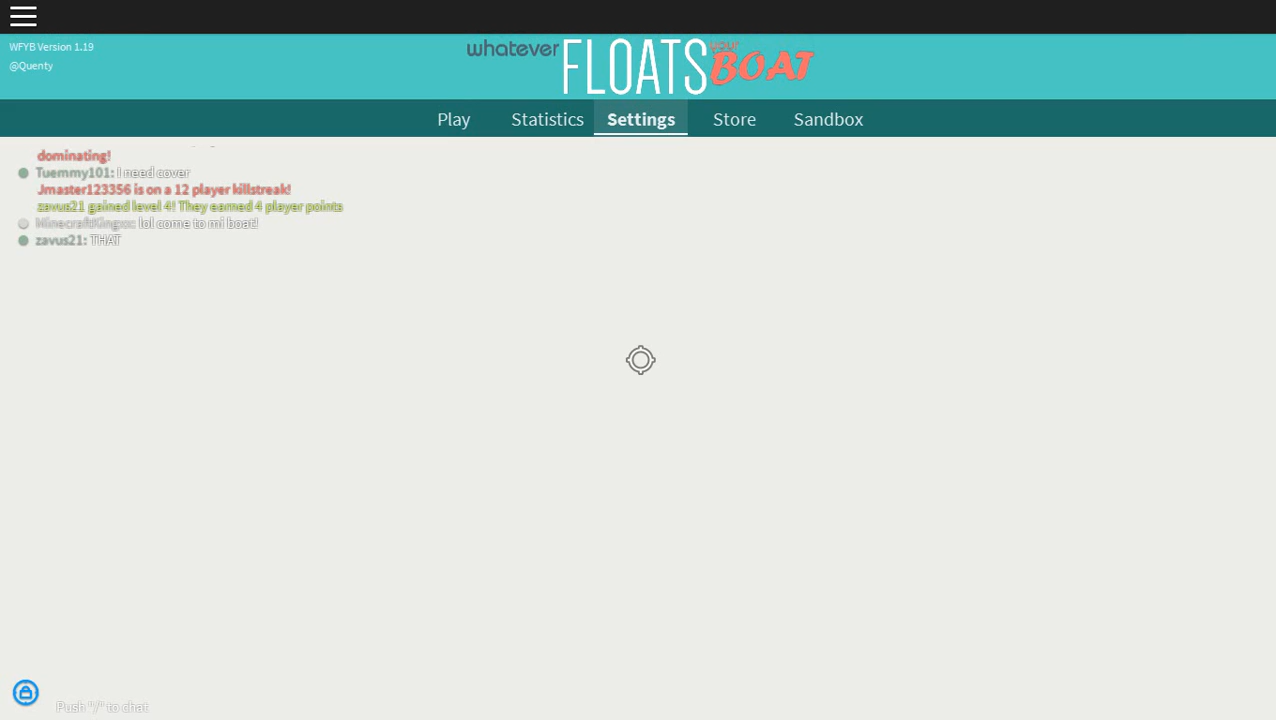 WFYB Version 1.19
@Quenty
whatever FLOATS your BOAT
Play Statistics Settings Store Sandbox
dominating!
Tuemmy101: I need cover
Jmaster123356 is on a 12 player killstreak!
zavus21 gained level 4! They earned 4 player points
lol come to mi boat!
zavus21: THAT
Push "/" to chat